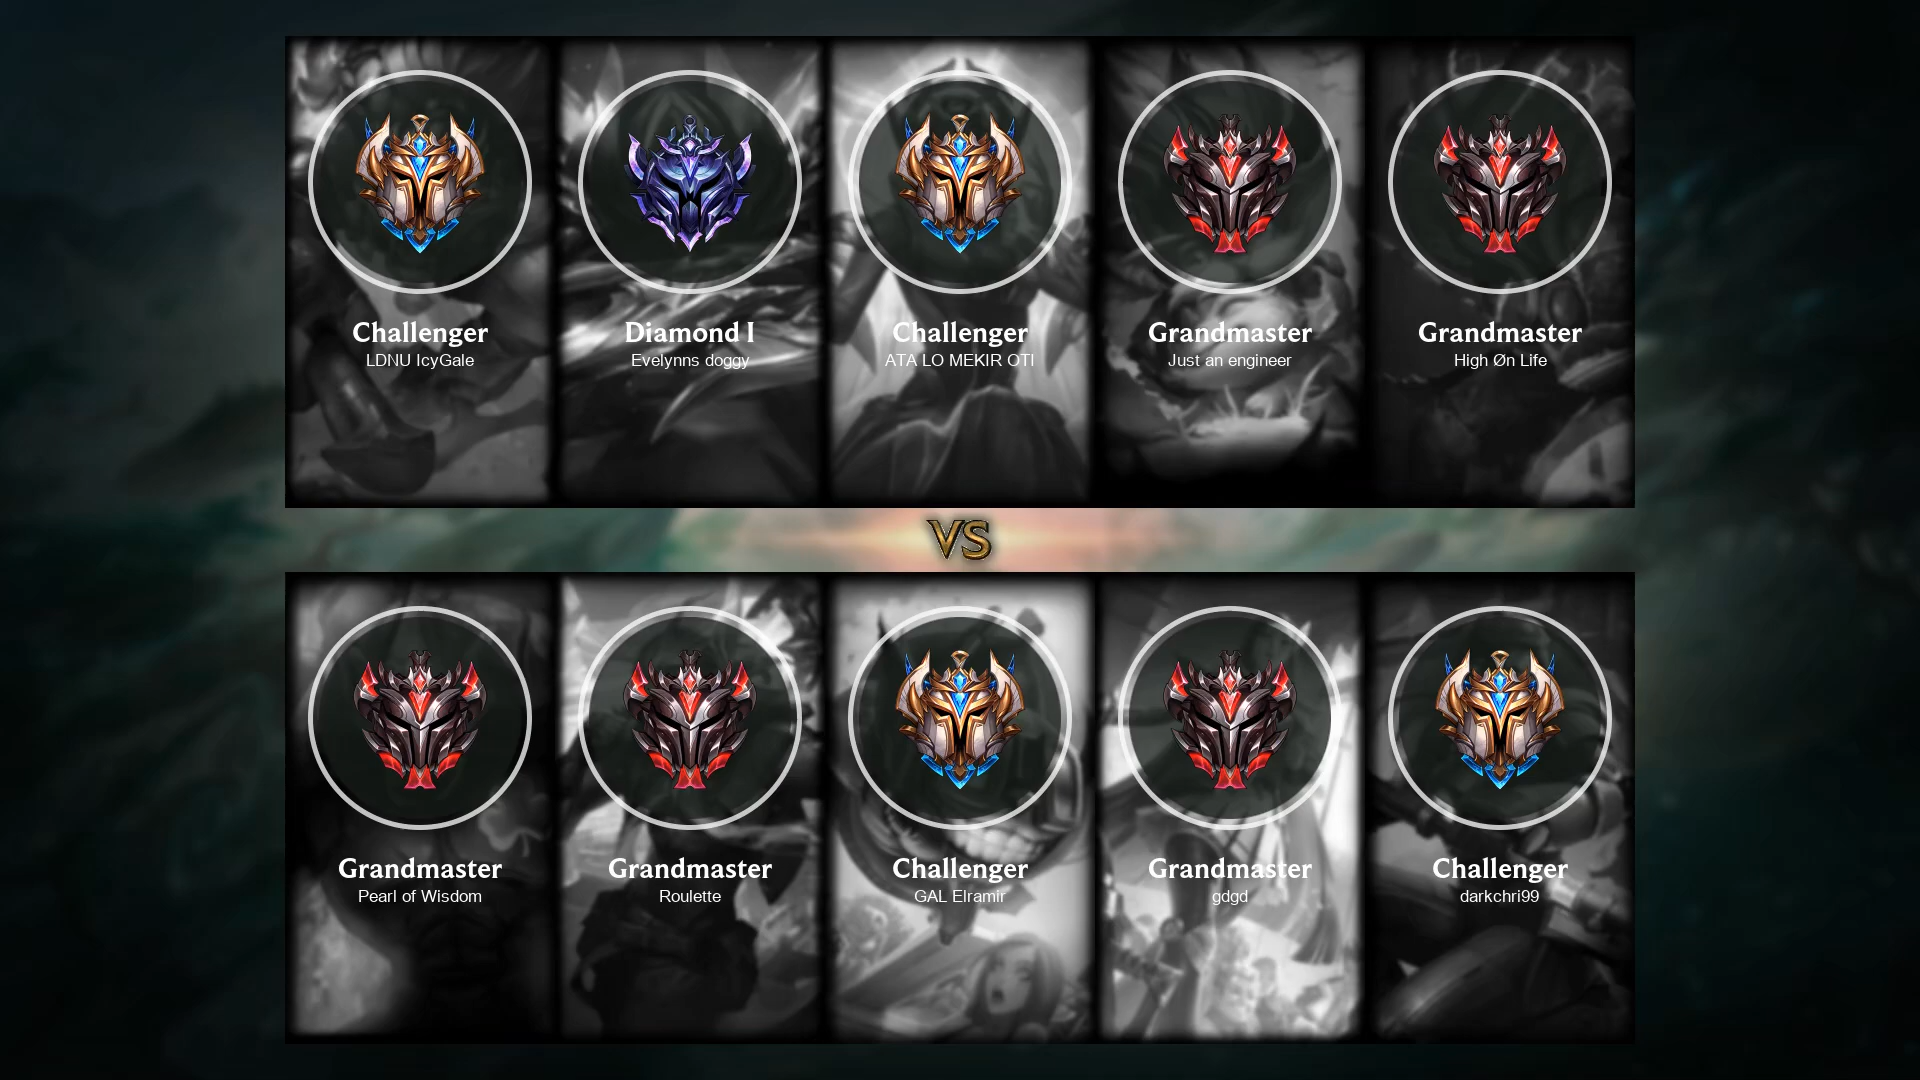 Challenger
LDNU IcyGale
Diamond I
Evelynns doggy
Challenger
ATA LO MEKIR OTI
Grandmaster
Just an engineer
Grandmaster
High Øn Life
VS
Grandmaster
Pearl of Wisdom
Grandmaster
Roulette
Challenger
GAL Elramir
Grandmaster
gdgd
Challenger
darkchri99